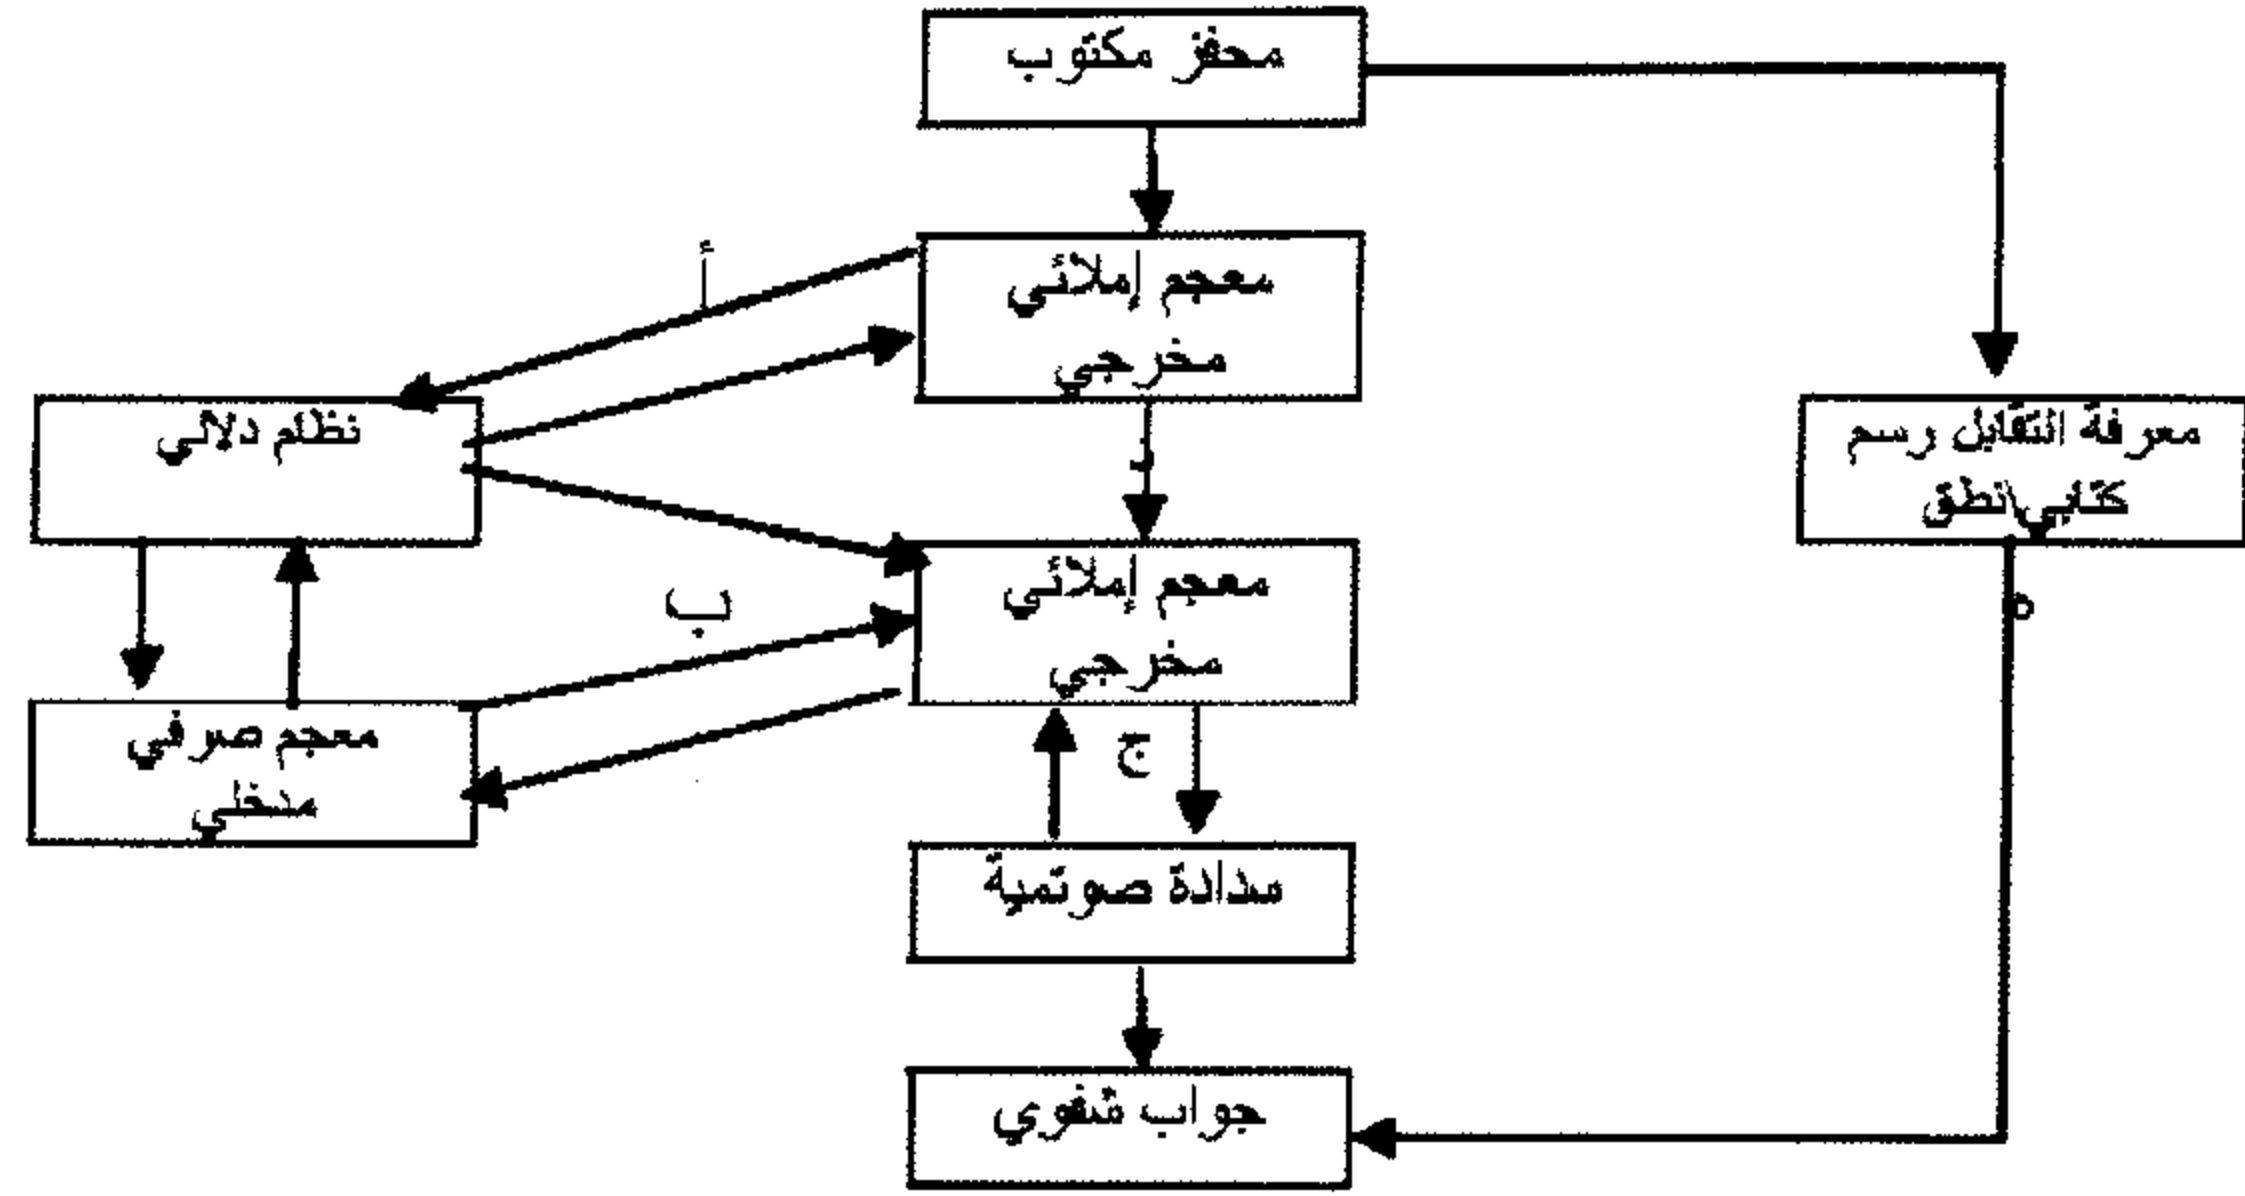 محفز مكتوب
أ
معجم إملائي
مخرجي
نظام دلالي
د
معرفة التقابل رسم
كتابي\نطق
ب
معجم إملائي
مخرجي
ه
معجم صرفي
مدخلي
ج
مدادة صوتمية
جواب شفوي